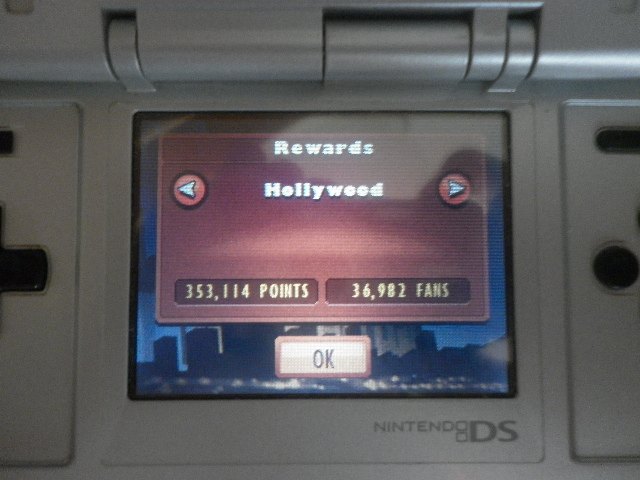 Rewards
Hollywood
353,114 POINTS
36,982 FANS
OK
NINTENDO DS